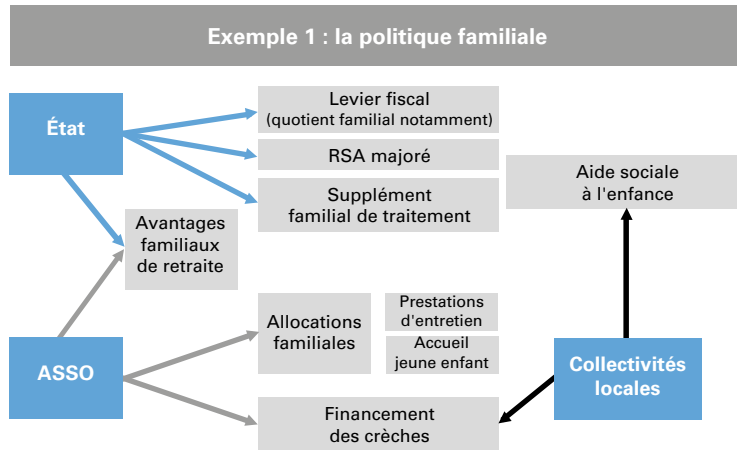 Exemple 1 : la politique familiale
État
Levier fiscal
(quotient familial notamment)
RSA majoré
Supplément
familial de traitement
Aide sociale
à l'enfance
Avantages
familiaux
de retraite
ASSO
Allocations
familiales
Prestations
d'entretien
Accueil
jeune enfant
Financement
des crèches
Collectivités
locales